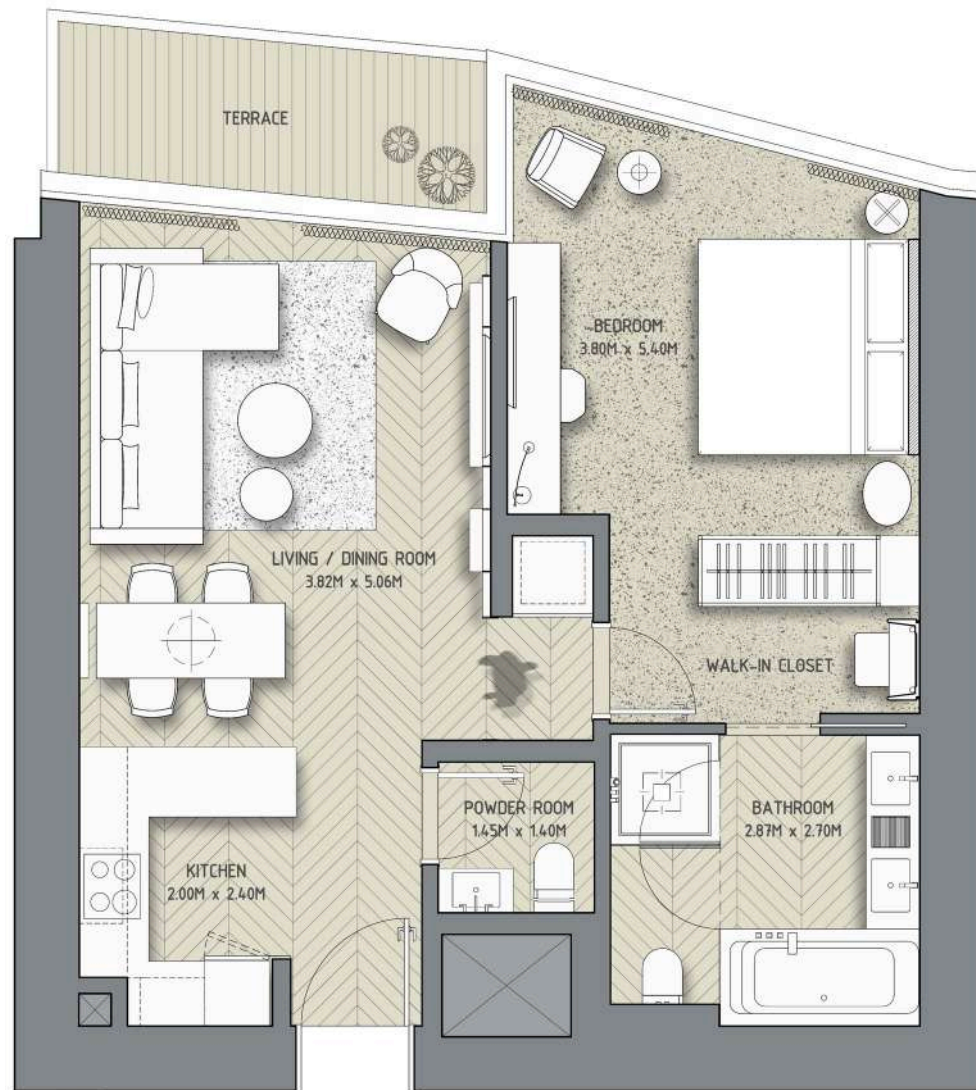 TERRACE
BEDROOM
3.80M x 5.40M
LIVING / DINING ROOM
3.82M x 5.06M
WALK-IN CLOSET
POWDER ROOM
1.45M x 1.40M
BATHROOM
2.87M x 2.70M
KITCHEN
2.00M x 2.40M